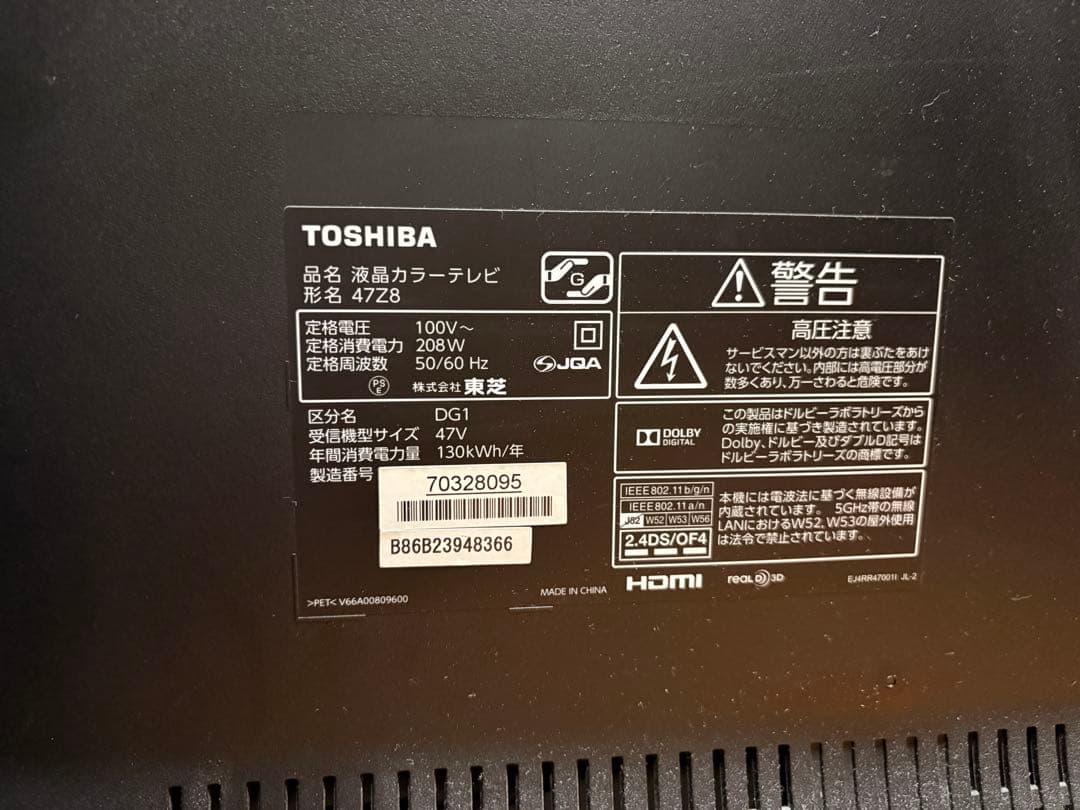 TOSHIBA
品名 液晶カラーテレビ
形名 47Z8
G
定格電圧 100V～
定格消費電力 208W
定格周波数 50/60 Hz
JQA
PS
E
株式会社 東芝
区分名 DG1
受信機型サイズ 47V
年間消費電力量 130kWh/年
製造番号
70328095
B86B23948366
>PET< V66A00809600
MADE IN CHINA
警告
高圧注意
サービスマン以外の方は裏ぶたをあけ
ないでください。内部には高電圧部分が
数多くあり、万一さわると危険です。
DOLBY
DIGITAL
この製品はドルビーラボラトリーズから
の実施権に基づき製造されています。
Dolby、ドルビー及びダブルD記号は
ドルビーラボラトリーズの商標です。
IEEE802.11b/g/n
IEEE802.11a/n
J52 W52 W53 W56
2.4DS/OF4
本機には電波法に基づく無線設備が
内蔵されています。 5GHz帯の無線
LANにおけるW52、W53の屋外使用
は法令で禁止されています。
HDMI
REAL D 3D
EJ4RR47001I JL-2